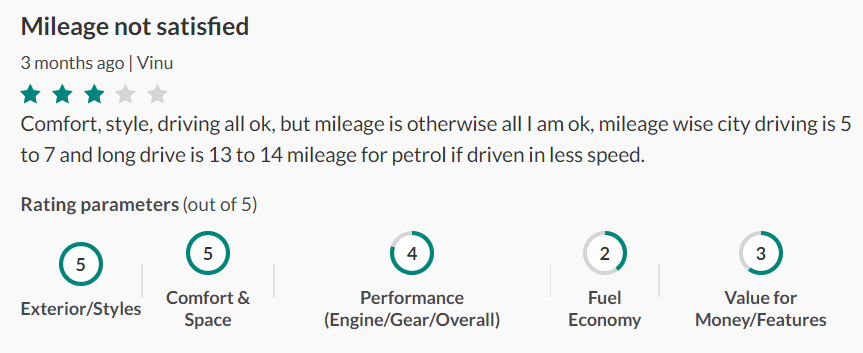 Mileage not satisfied
3 months ago | Vinu
Comfort, style, driving all ok, but mileage is otherwise all I am ok, mileage wise city driving is 5
to 7 and long drive is 13 to 14 mileage for petrol if driven in less speed.
Rating parameters (out of 5)
5
Exterior/Styles
5
Comfort &
Space
4
Performance
(Engine/Gear/Overall)
2
Fuel
Economy
3
Value for
Money/Features